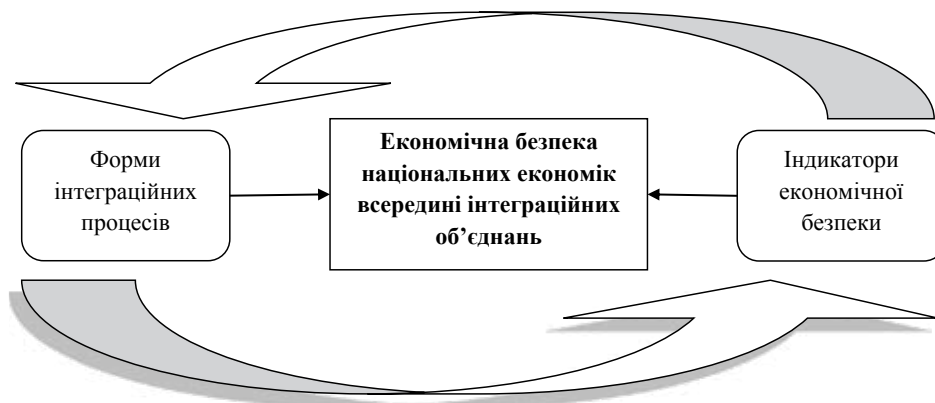 Форми
інтеграційних
процесів
Економічна безпека
національних економік
всередині інтеграційних
об’єднань
Індикатори
економічної
безпеки